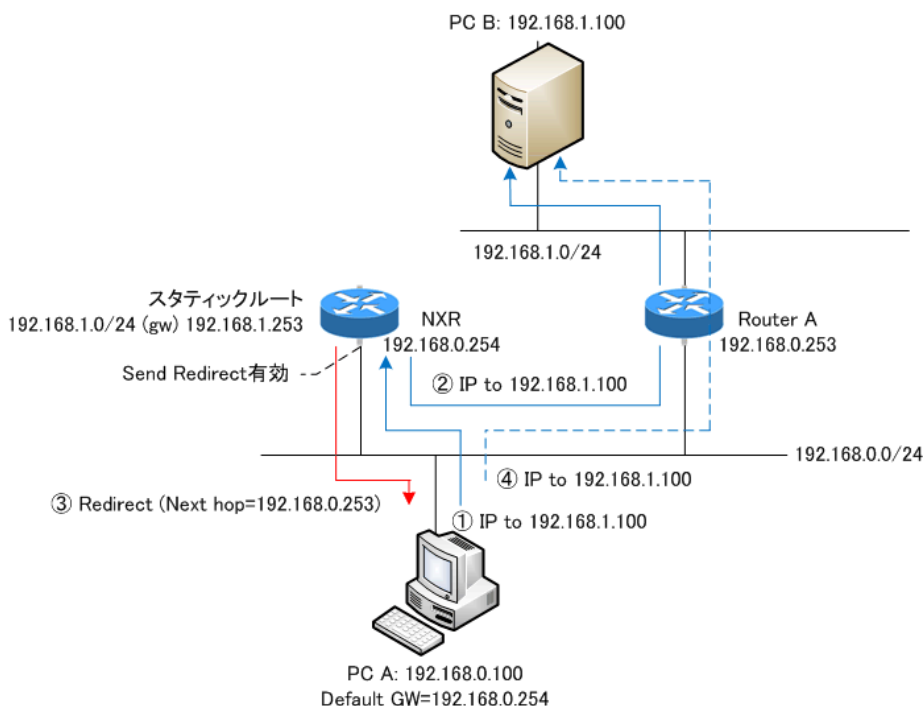 PC B: 192.168.1.100
192.168.1.0/24
スタティックルート
192.168.1.0/24 (gw) 192.168.1.253
NXR
192.168.0.254
Router A
192.168.0.253
Send Redirect有効
② IP to 192.168.1.100
192.168.0.0/24
④ IP to 192.168.1.100
③ Redirect (Next hop=192.168.0.253)
① IP to 192.168.1.100
PC A: 192.168.0.100
Default GW=192.168.0.254